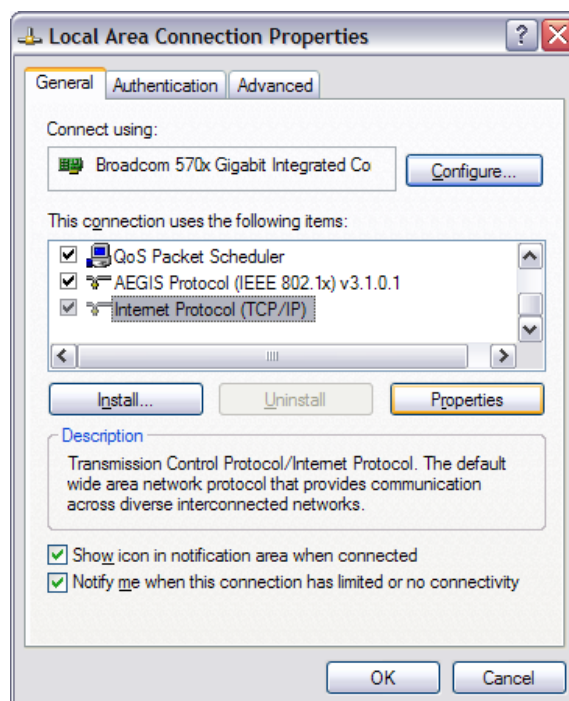 Local Area Connection Properties
?
General Authentication Advanced
Connect using:
Broadcom 570x Gigabit Integrated Co
Configure...
This connection uses the following items:
QoS Packet Scheduler
AEGIS Protocol (IEEE 802.1x) v3.1.0.1
Internet Protocol (TCP/IP)
Install... Uninstall Properties
Description
Transmission Control Protocol/Internet Protocol. The default
wide area network protocol that provides communication
across diverse interconnected networks.
Show icon in notification area when connected
Notify me when this connection has limited or no connectivity
OK Cancel